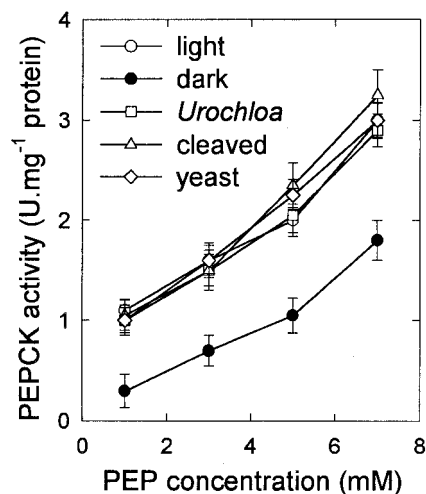 PEPCK activity (U.mg⁻¹ protein)
4
3
2
1
0
light
dark
Urochloa
cleaved
yeast
0 2 4 6 8
PEP concentration (mM)